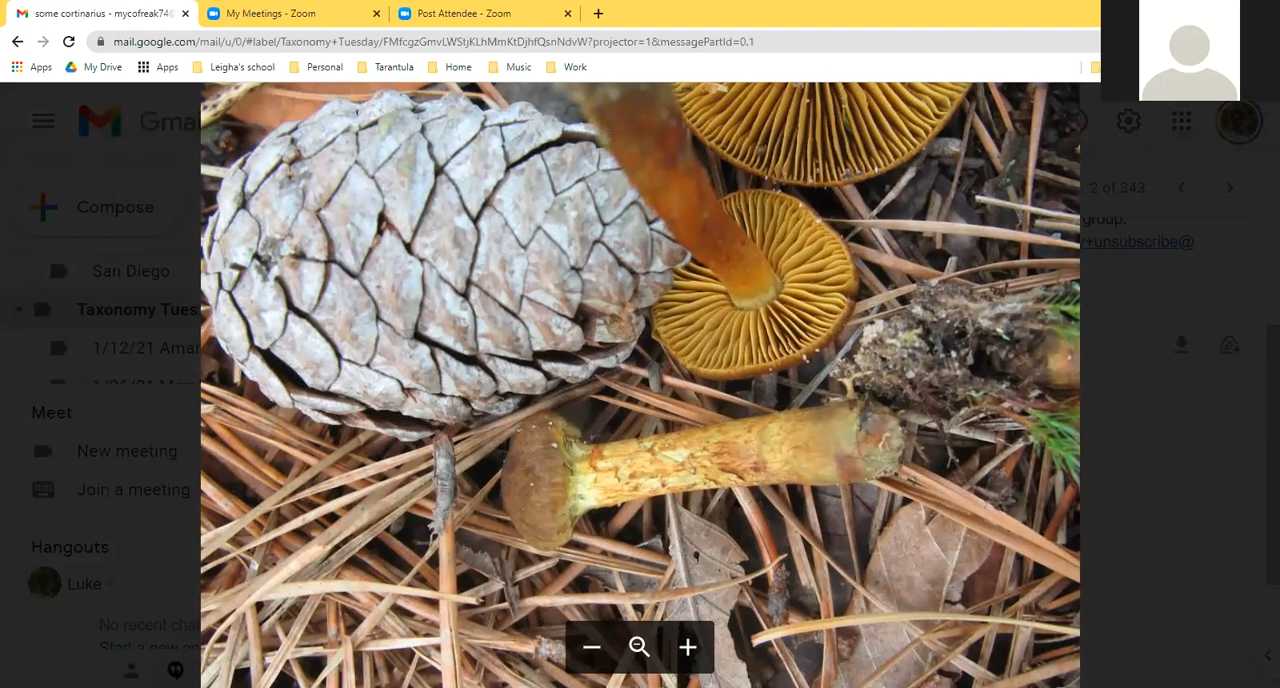 some cortinarius - mycofreak74@
My Meetings - Zoom
Post Attendee - Zoom
mail.google.com/mail/u/0/#label/Taxonomy+Tuesday/FMfcgzGmvLWStjKLhMmKtDjhfQsnNdvW?projector=1&messagePartId=0.1
Apps My Drive Apps Leigha's school Personal Tarantula Home Music Work
Gma
Compose
2 of 343
group.
/+unsubscribe@
San Diego
Taxonomy Tues
1/12/21 Amar
Meet
New meeting
Join a meeting
Hangouts
Luke
No recent cha